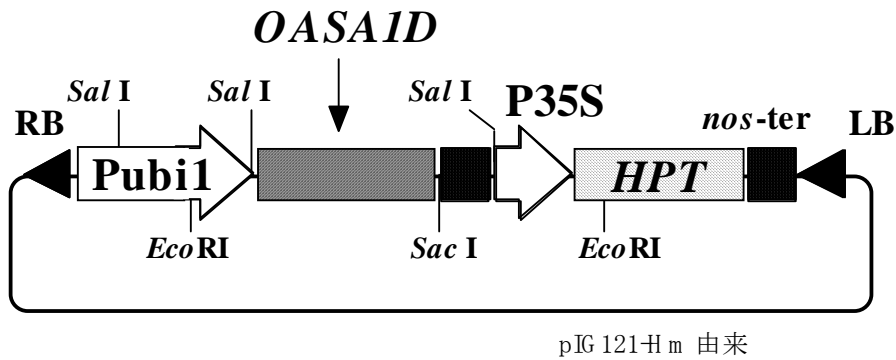 OASA1D
Sal I
Sal I
Sal I
P35S
RB
nos-ter
LB
Pubi1
HPT
EcoRI
Sac I
EcoRI
pIG121-Hm 由来